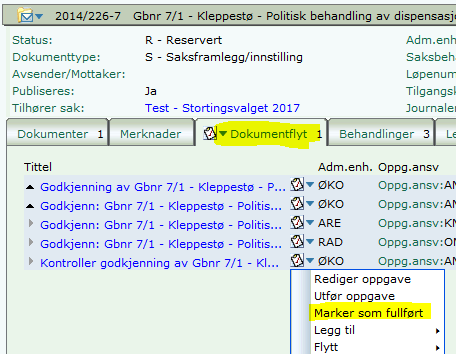 2014/226-7 Gbnr 7/1 - Kleppestø - Politisk behandling av dispensasj
Status: R - Reservert Adm.enh.
Dokumenttype: S - Saksframlegg/innstilling Saksbeha
Avsender/Mottaker: Løpenum
Publiseres: Ja Tilgangsk
Tilhører sak: Test - Stortingsvalget 2017 Journaler
Dokumenter 1 Merknader Dokumentflyt 1 Behandlinger 3 Le
Tittel Adm.enh. Oppg.ansv
Godkjenning av Gbnr 7/1 - Kleppestø - P... ØKO Oppg.ansv:AN
Godkjenn: Gbnr 7/1 - Kleppestø - Politis... ØKO Oppg.ansv:AN
Godkjenn: Gbnr 7/1 - Kleppestø - Politis... ARE Oppg.ansv:KN
Godkjenn: Gbnr 7/1 - Kleppestø - Politis... RAD Oppg.ansv:ON
Kontroller godkjenning av Gbnr 7/1 - Kl... ØKO Oppg.ansv:AN
Rediger oppgave
Utfør oppgave
Marker som fullført
Legg til
Flytt